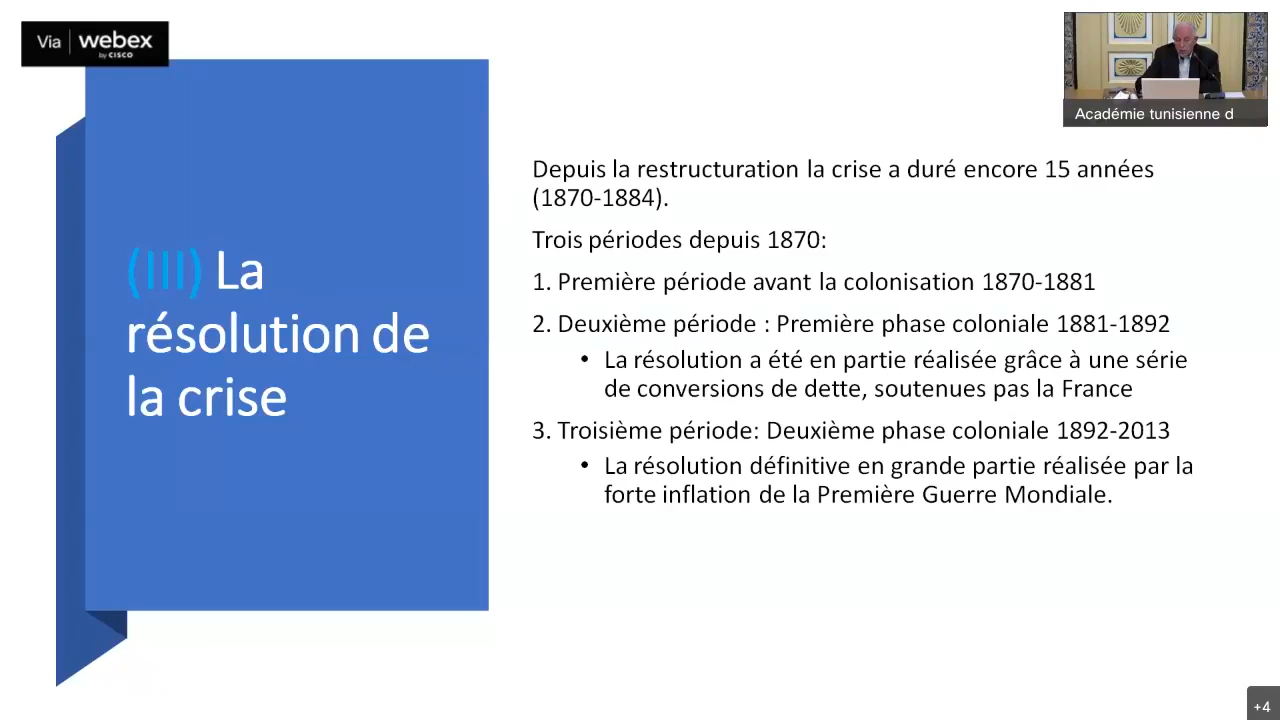 Via webex
by CISCO
Académie tunisienne d
(III) La
résolution de
la crise
Depuis la restructuration la crise a duré encore 15 années
(1870-1884).
Trois périodes depuis 1870:
1. Première période avant la colonisation 1870-1881
2. Deuxième période : Première phase coloniale 1881-1892
• La résolution a été en partie réalisée grâce à une série
de conversions de dette, soutenues pas la France
3. Troisième période: Deuxième phase coloniale 1892-2013
• La résolution définitive en grande partie réalisée par la
forte inflation de la Première Guerre Mondiale.
+4